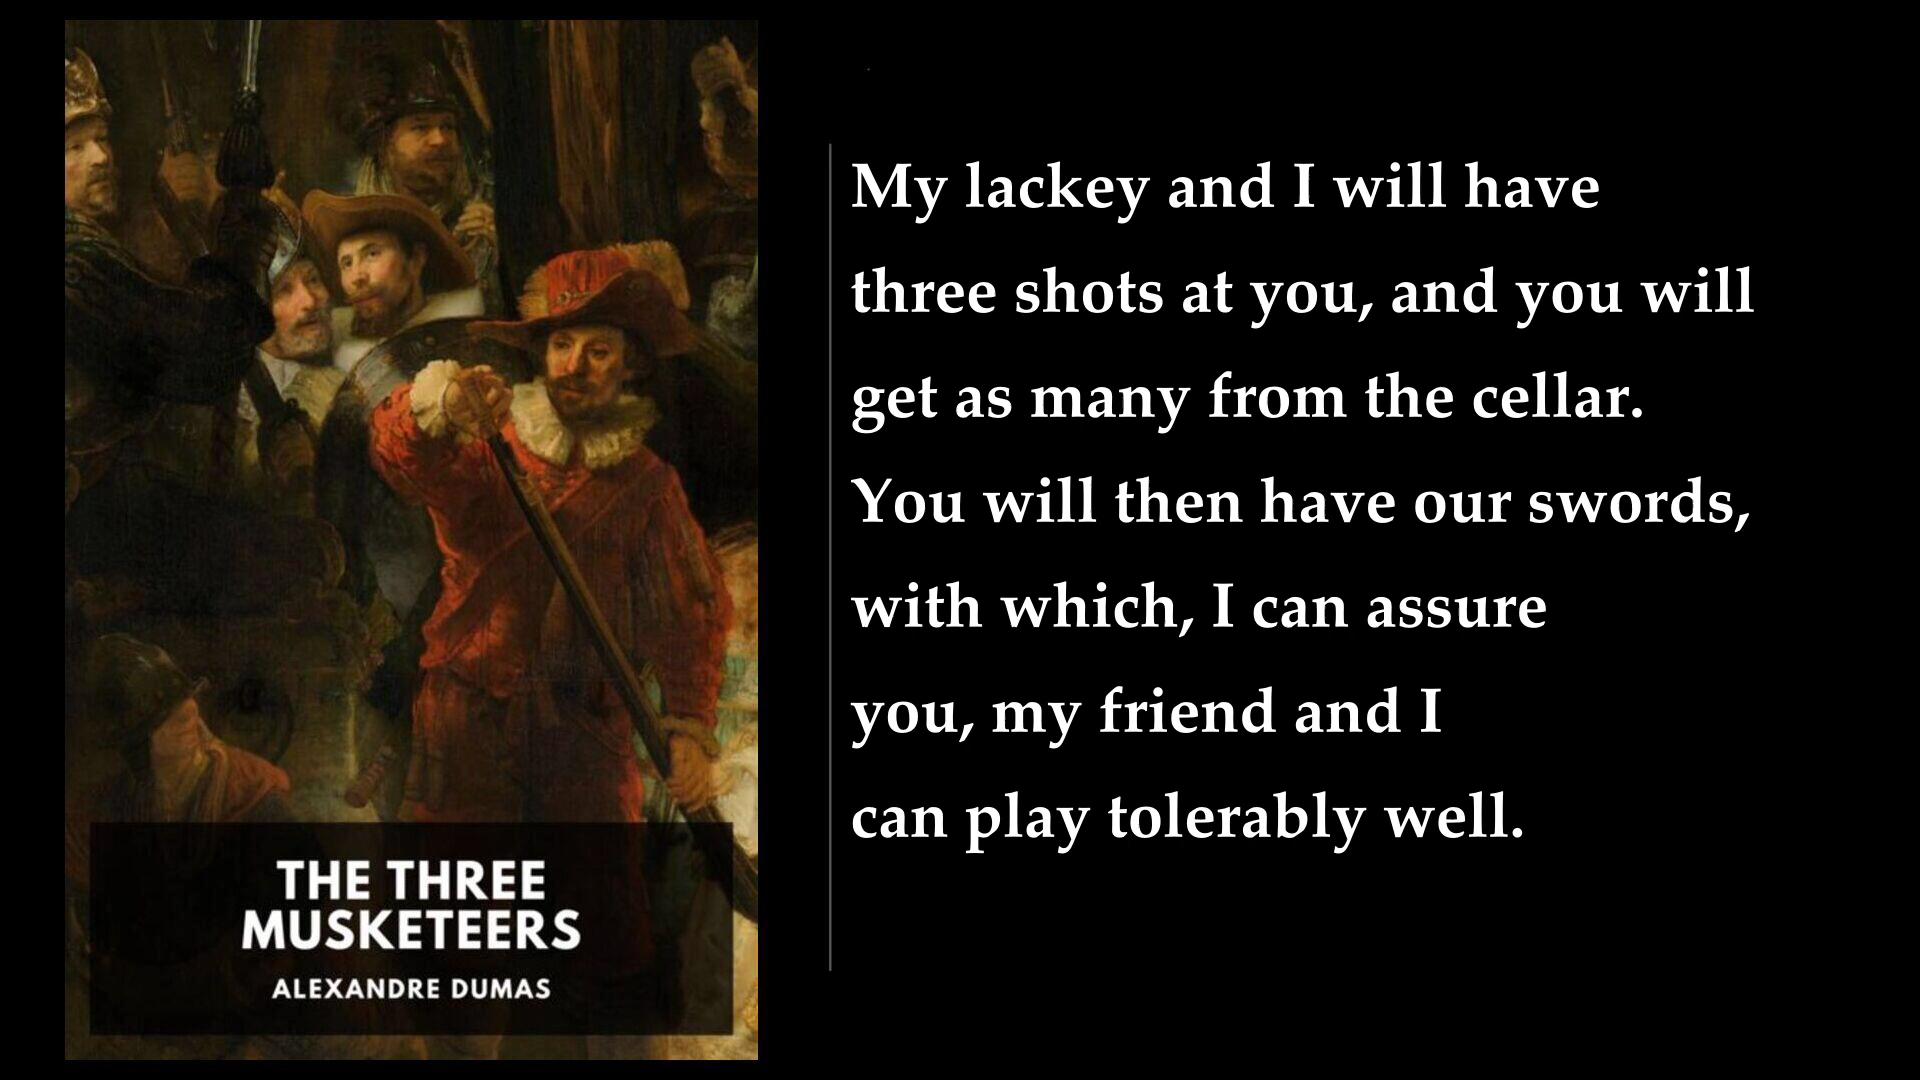 THE THREE
MUSKETEERS
ALEXANDRE DUMAS
My lackey and I will have
three shots at you, and you will
get as many from the cellar.
You will then have our swords,
with which, I can assure
you, my friend and I
can play tolerably well.